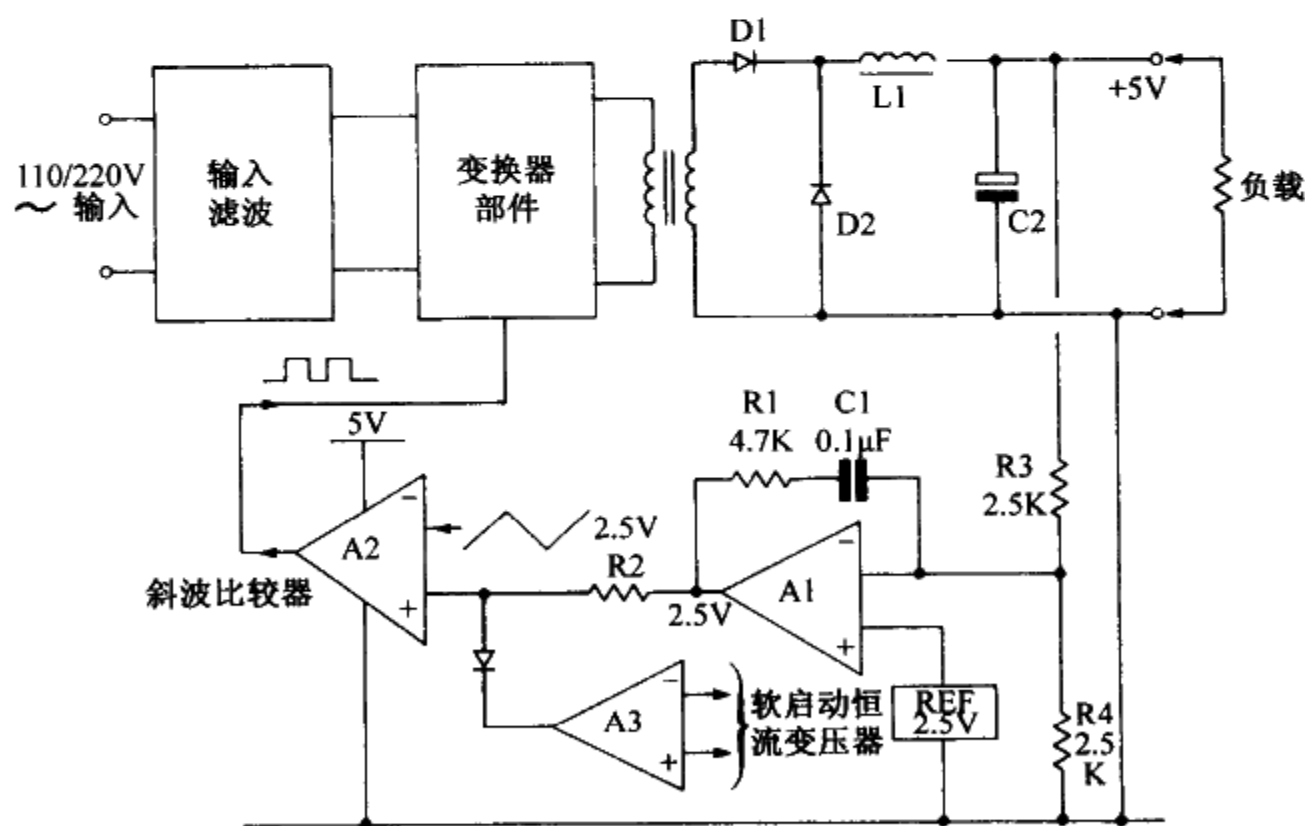 D1
+5V
L1
110/220V
～ 输入
输入
滤波
变换器
部件
D2
C2
负载
5V
R1
4.7K
C1
0.1μF
R3
2.5K
−
A2
+
2.5V
R2
斜波比较器
2.5V
−
A1
+
−
A3
+
软启动恒
流变压器
REF
2.5V
R4
2.5
K